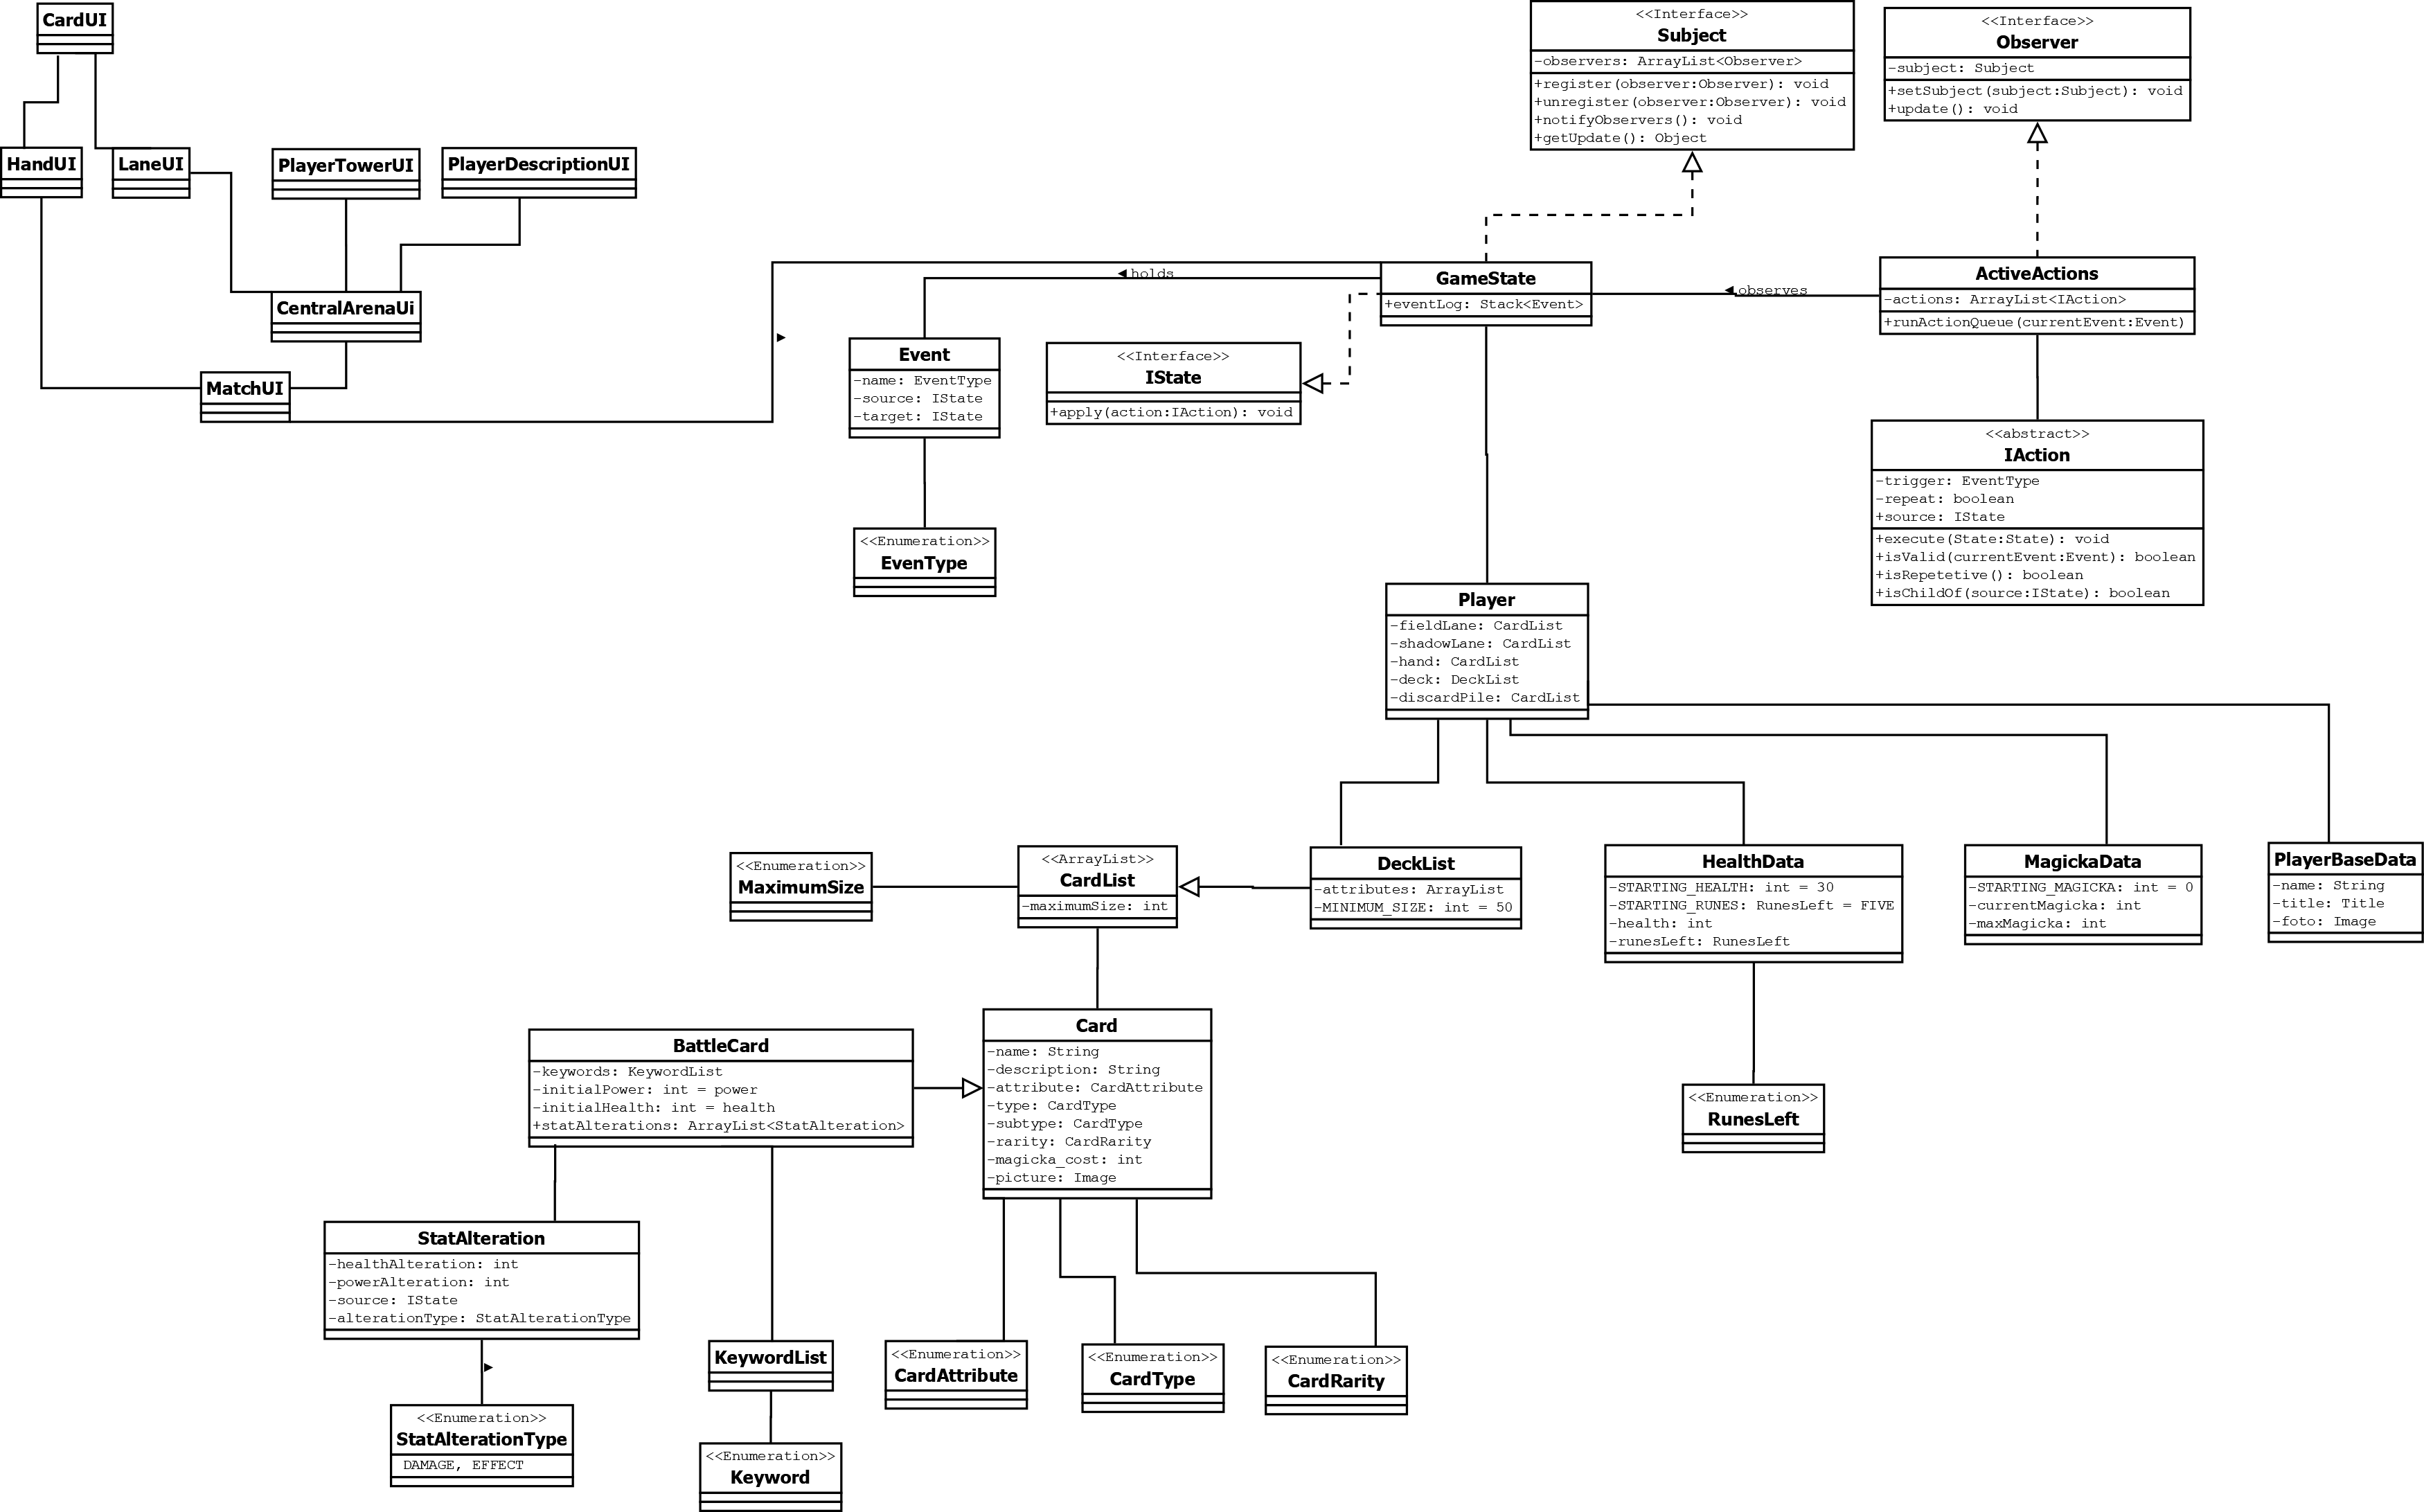 CardUI
HandUI
LaneUI
PlayerTowerUI
PlayerDescriptionUI
CentralArenaUi
MatchUI
<<Interface>>
Subject
-observers: ArrayList<Observer>
+register(observer:Observer): void
+unregister(observer:Observer): void
+notifyObservers(): void
+getUpdate(): Object
<<Interface>>
Observer
-subject: Subject
+setSubject(subject:Subject): void
+update(): void
holds
GameState
+eventLog: Stack<Event>
observes
ActiveActions
-actions: ArrayList<IAction>
+runActionQueue(currentEvent:Event)
Event
-name: EventType
-source: IState
-target: IState
<<Interface>>
IState
+apply(action:IAction): void
<<abstract>>
IAction
-trigger: EventType
-repeat: boolean
+source: IState
+execute(State:State): void
+isValid(currentEvent:Event): boolean
+isRepetetive(): boolean
+isChildOf(source:IState): boolean
<<Enumeration>>
EvenType
Player
-fieldLane: CardList
-shadowLane: CardList
-hand: CardList
-deck: DeckList
-discardPile: CardList
<<Enumeration>>
MaximumSize
<<ArrayList>>
CardList
-maximumSize: int
DeckList
-attributes: ArrayList
-MINIMUM_SIZE: int = 50
HealthData
-STARTING_HEALTH: int = 30
-STARTING_RUNES: RunesLeft = FIVE
-health: int
-runesLeft: RunesLeft
MagickaData
-STARTING_MAGICKA: int = 0
-currentMagicka: int
-maxMagicka: int
PlayerBaseData
-name: String
-title: Title
-foto: Image
BattleCard
-keywords: KeywordList
-initialPower: int = power
-initialHealth: int = health
+statAlterations: ArrayList<StatAlteration>
Card
-name: String
-description: String
-attribute: CardAttribute
-type: CardType
-subtype: CardType
-rarity: CardRarity
-magicka_cost: int
-picture: Image
<<Enumeration>>
RunesLeft
StatAlteration
-healthAlteration: int
-powerAlteration: int
-source: IState
-alterationType: StatAlterationType
KeywordList
<<Enumeration>>
CardAttribute
<<Enumeration>>
CardType
<<Enumeration>>
CardRarity
<<Enumeration>>
StatAlterationType
DAMAGE, EFFECT
<<Enumeration>>
Keyword